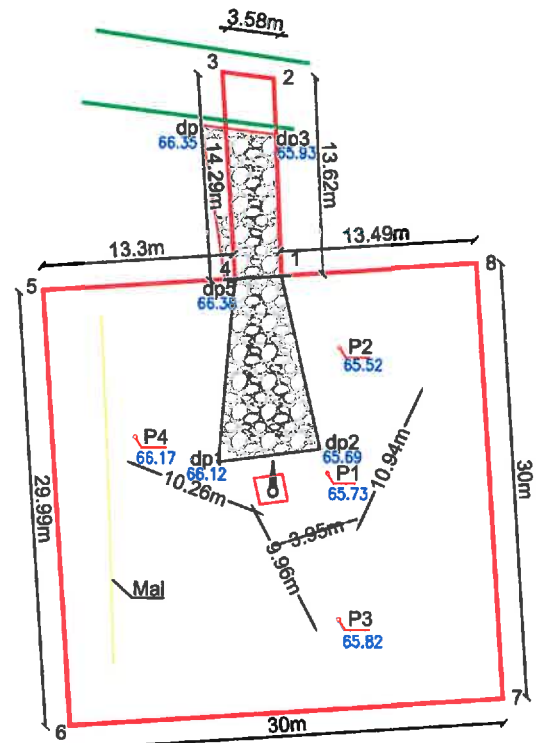 3.58m
3
2
dp
66.35
dp3
65.93
14.29m
13.62m
13.3m
13.49m
4
1
5
8
dp5
66.38
P2
65.52
P4
66.17
dp1
66.12
dp2
65.69
P1
65.73
10.26m
10.94m
3.95m
9.96m
29.99m
30m
Mal
P3
65.82
6
7
30m